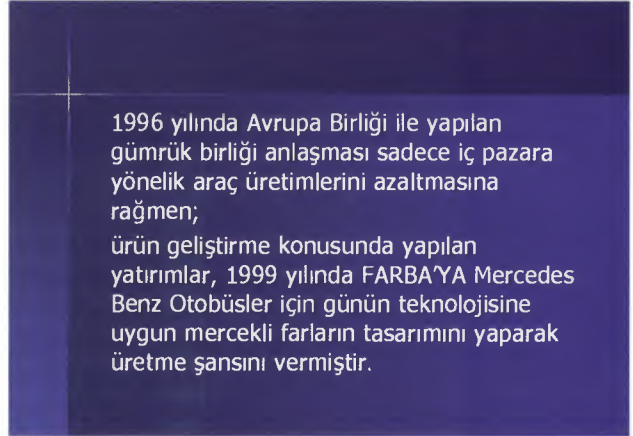 1996 yılında Avrupa Birliği ile yapılan
gümrük birliği anlaşması sadece iç pazara
yönelik araç üretimlerini azaltmasına
rağmen;
ürün geliştirme konusunda yapılan
yatırımlar, 1999 yılında FARBA'YA Mercedes
Benz Otobüsler için günün teknolojisine
uygun mercekli farların tasarımını yaparak
üretme şansını vermiştir.